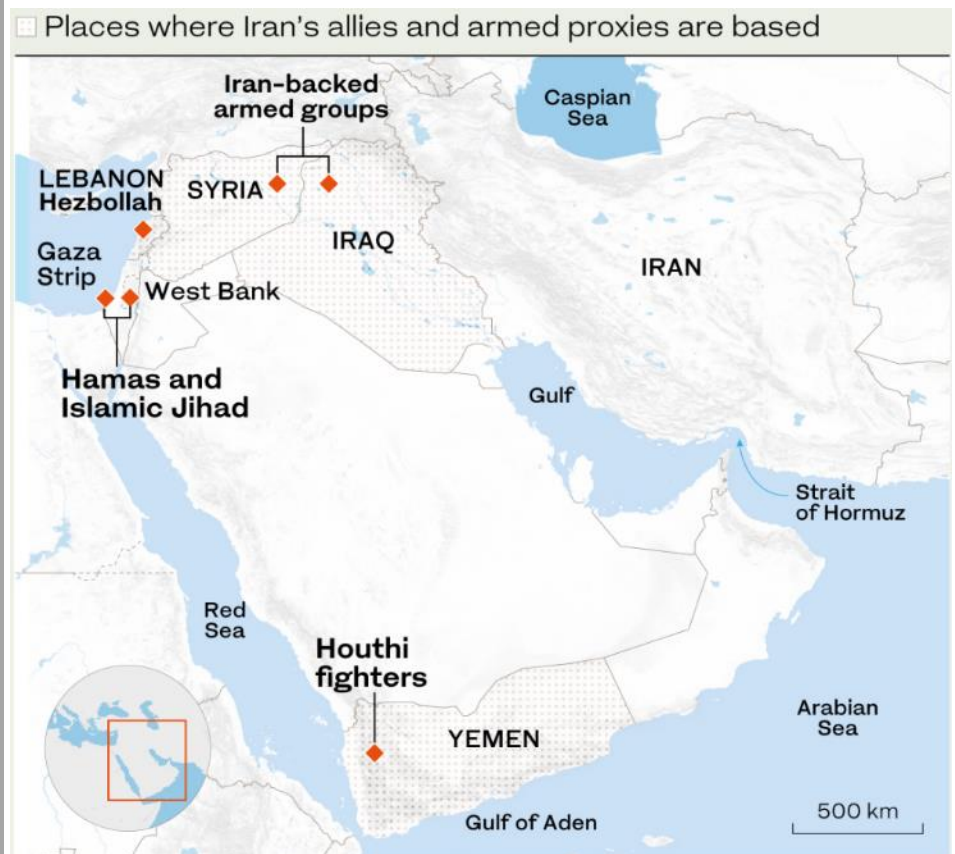 Places where Iran's allies and armed proxies are based
Iran-backed
armed groups
Caspian
Sea
LEBANON
Hezbollah
SYRIA
IRAQ
IRAN
Gaza
Strip
West Bank
Hamas and
Islamic Jihad
Gulf
Strait
of Hormuz
Red
Sea
Houthi
fighters
YEMEN
Arabian
Sea
Gulf of Aden
500 km